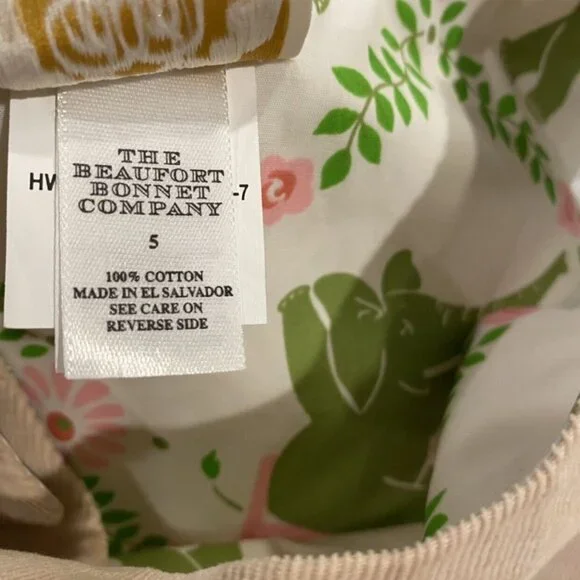 THE
BEAUFORT
BONNET
COMPANY
HW -7
5
100% COTTON
MADE IN EL SALVADOR
SEE CARE ON
REVERSE SIDE